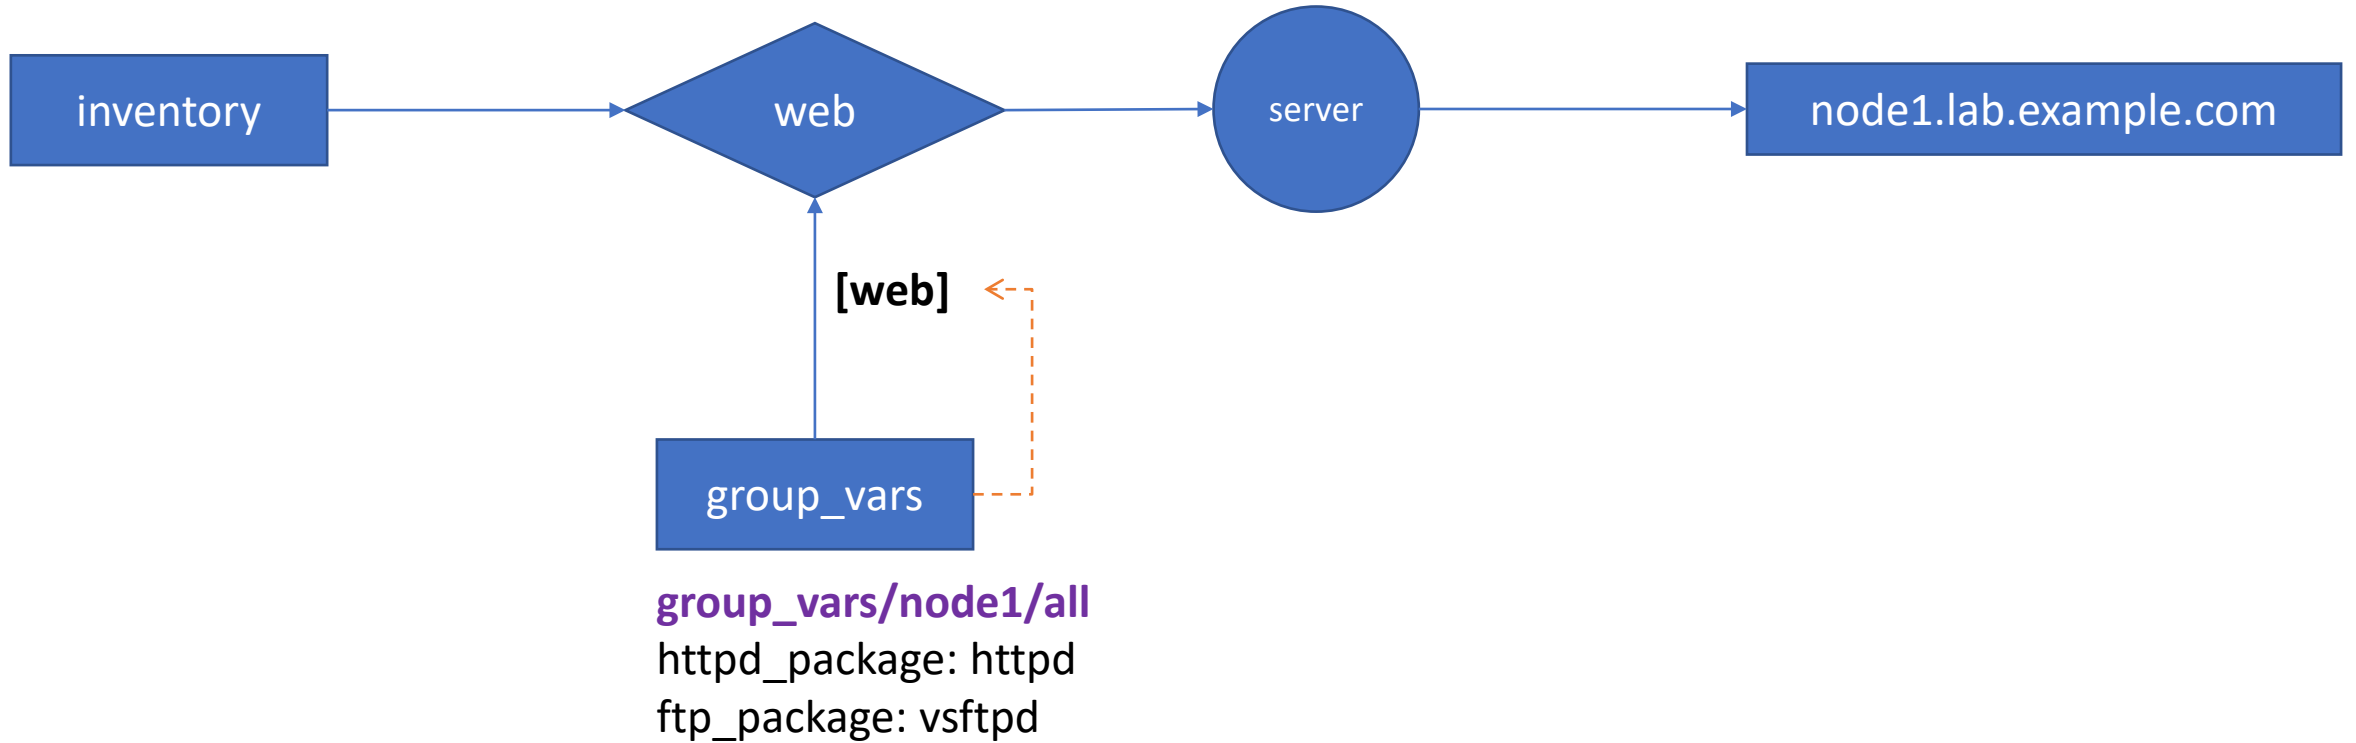 inventory
web
server
node1.lab.example.com
[web]
group_vars
group_vars/node1/all
httpd_package: httpd
ftp_package: vsftpd